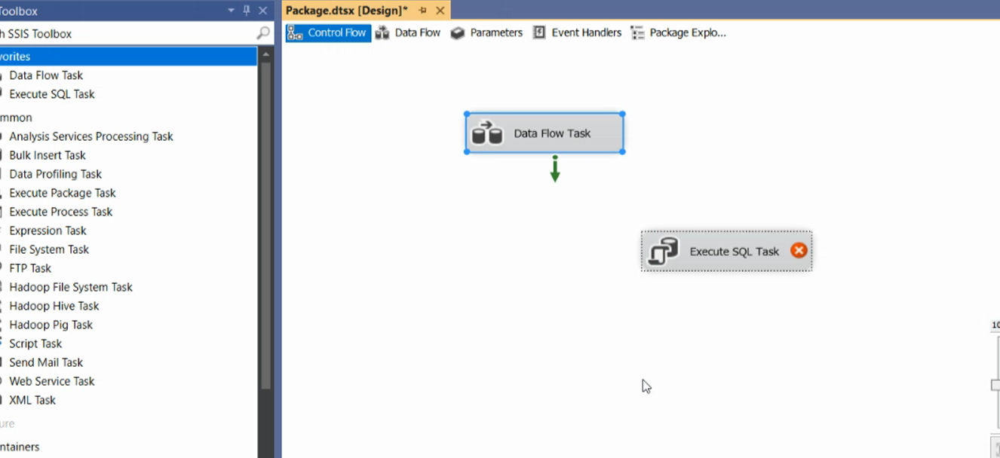 Toolbox
h SSIS Toolbox
vorites
Data Flow Task
Execute SQL Task
mmon
Analysis Services Processing Task
Bulk Insert Task
Data Profiling Task
Execute Package Task
Execute Process Task
Expression Task
File System Task
FTP Task
Hadoop File System Task
Hadoop Hive Task
Hadoop Pig Task
Script Task
Send Mail Task
Web Service Task
XML Task
ure
ntainers
Package.dtsx [Design]*
Control Flow Data Flow Parameters Event Handlers Package Explo...
Data Flow Task
Execute SQL Task
10